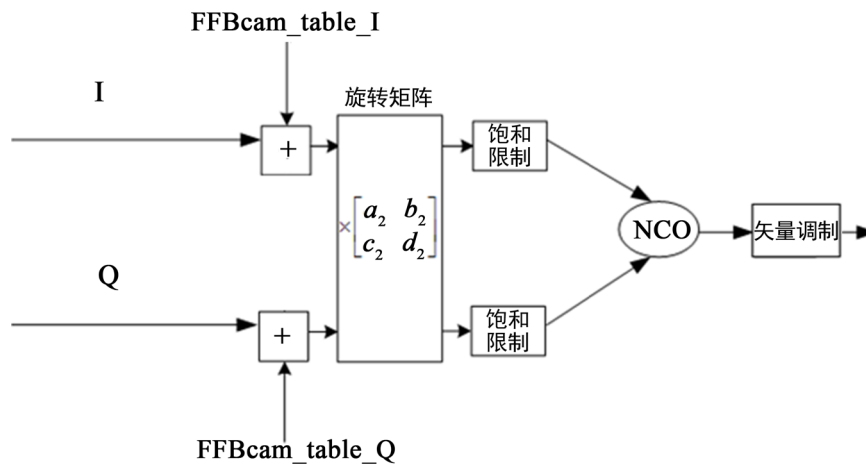 FFBcam_table_I
I
旋转矩阵
+
饱和
限制
×[a₂ b₂
c₂ d₂]
NCO
矢量调制
Q
+
饱和
限制
FFBcam_table_Q